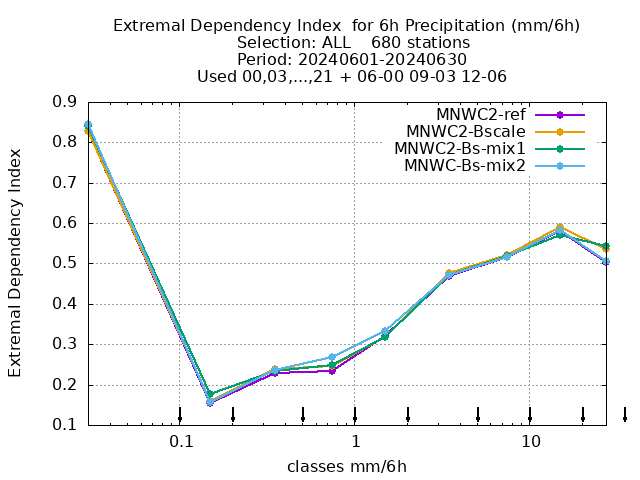 Extremal Dependency Index  for 6h Precipitation (mm/6h)
Selection: ALL    680 stations
Period: 20240601-20240630
Used 00,03,...,21 + 06-00 09-03 12-06
MNWC2-ref
MNWC2-Bscale
MNWC2-Bs-mix1
MNWC-Bs-mix2
Extremal Dependency Index
0.9
0.8
0.7
0.6
0.5
0.4
0.3
0.2
0.1
0.1 1 10
classes mm/6h